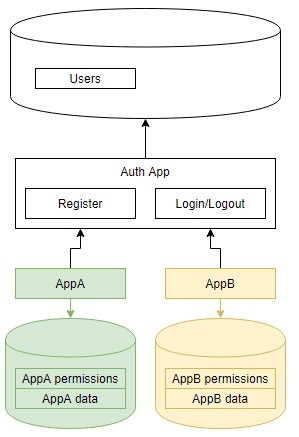 Users
Auth App
Register
Login/Logout
AppA
AppB
AppA permissions
AppA data
AppB permissions
AppB data